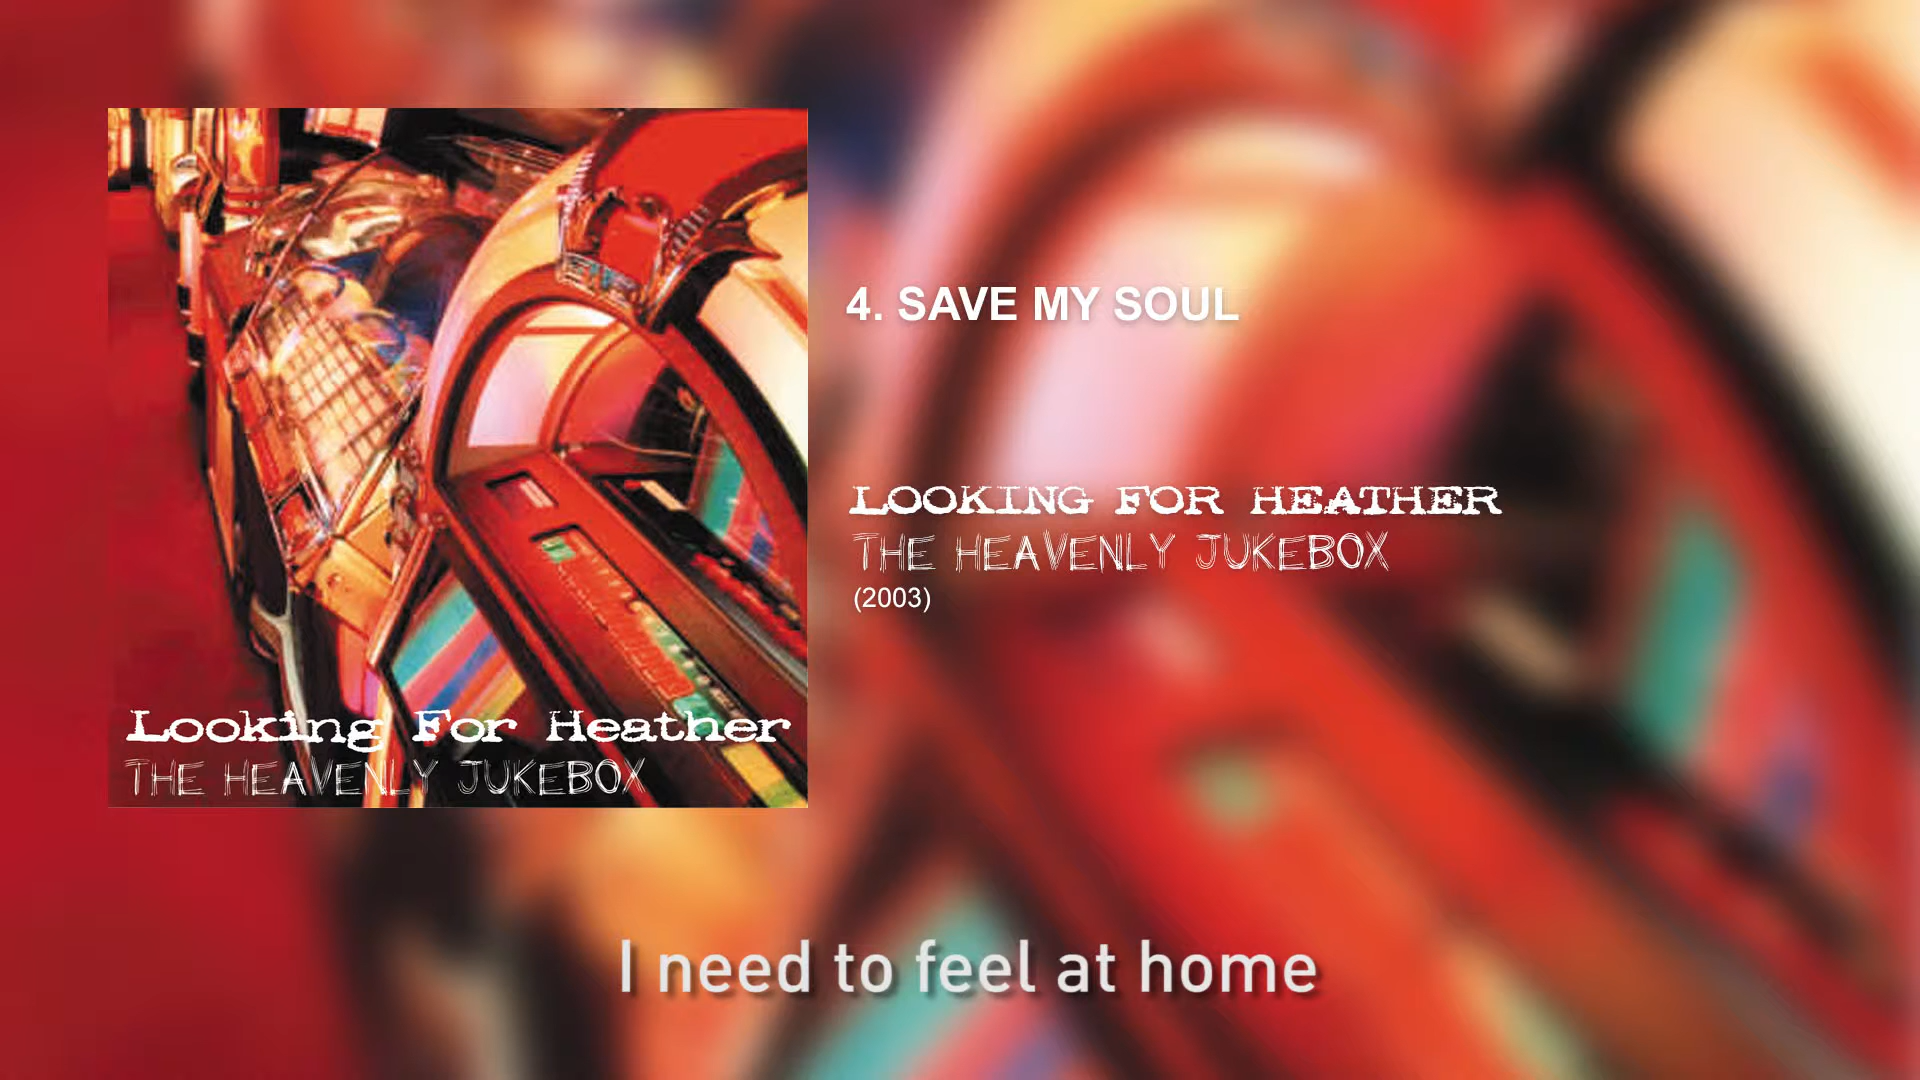 4. SAVE MY SOUL
LOOKING FOR HEATHER
THE HEAVENLY JUKEBOX
(2003)
Looking For Heather
THE HEAVENLY JUKEBOX
I need to feel at home